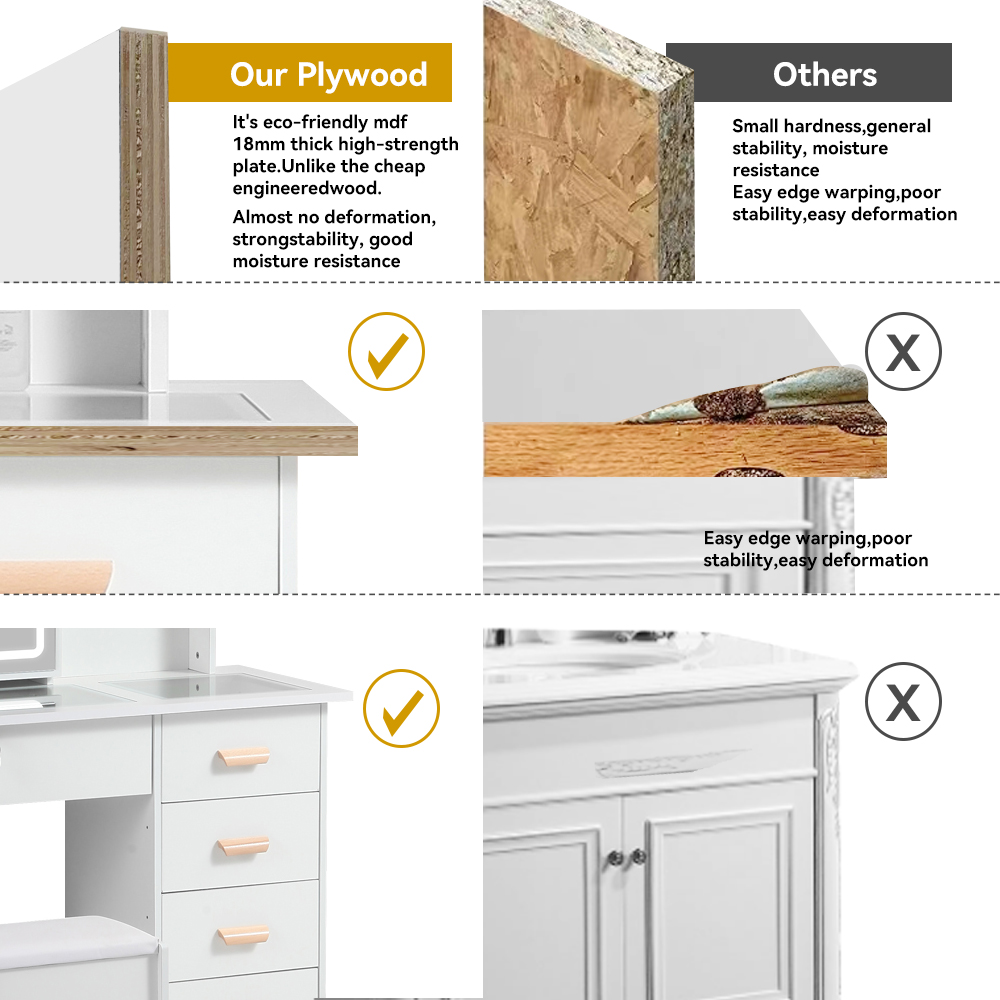 Our Plywood
It's eco-friendly mdf
18mm thick high-strength
plate.Unlike the cheap
engineeredwood.
Almost no deformation,
strongstability, good
moisture resistance
Others
Small hardness,general
stability, moisture
resistance
Easy edge warping,poor
stability,easy deformation
X
Easy edge warping,poor
stability,easy deformation
X